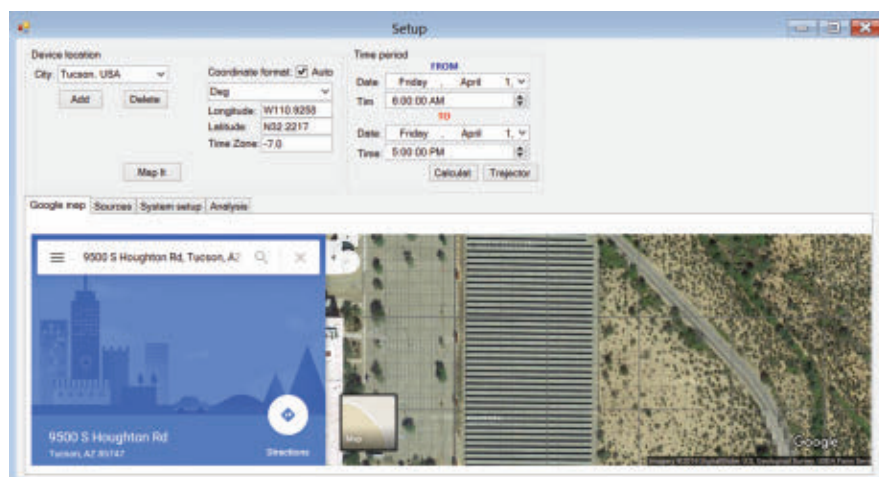 Setup
Device location
City: Tucson, USA
Add Delete
Map It
Coordinate format: Auto
Deg
Longitude: W110.9258
Latitude: N32.2217
Time Zone: -7.0
Time period
FROM
Date: Friday , April 1,
Tim 6:00:00 AM
TO
Date: Friday , April 1,
Time: 5:00:00 PM
Calculat Trajector
Google map Sources System setup Analysis
9500 S Houghton Rd, Tucson, AZ
9500 S Houghton Rd
Tucson, AZ 85747
Directions
Map
Google